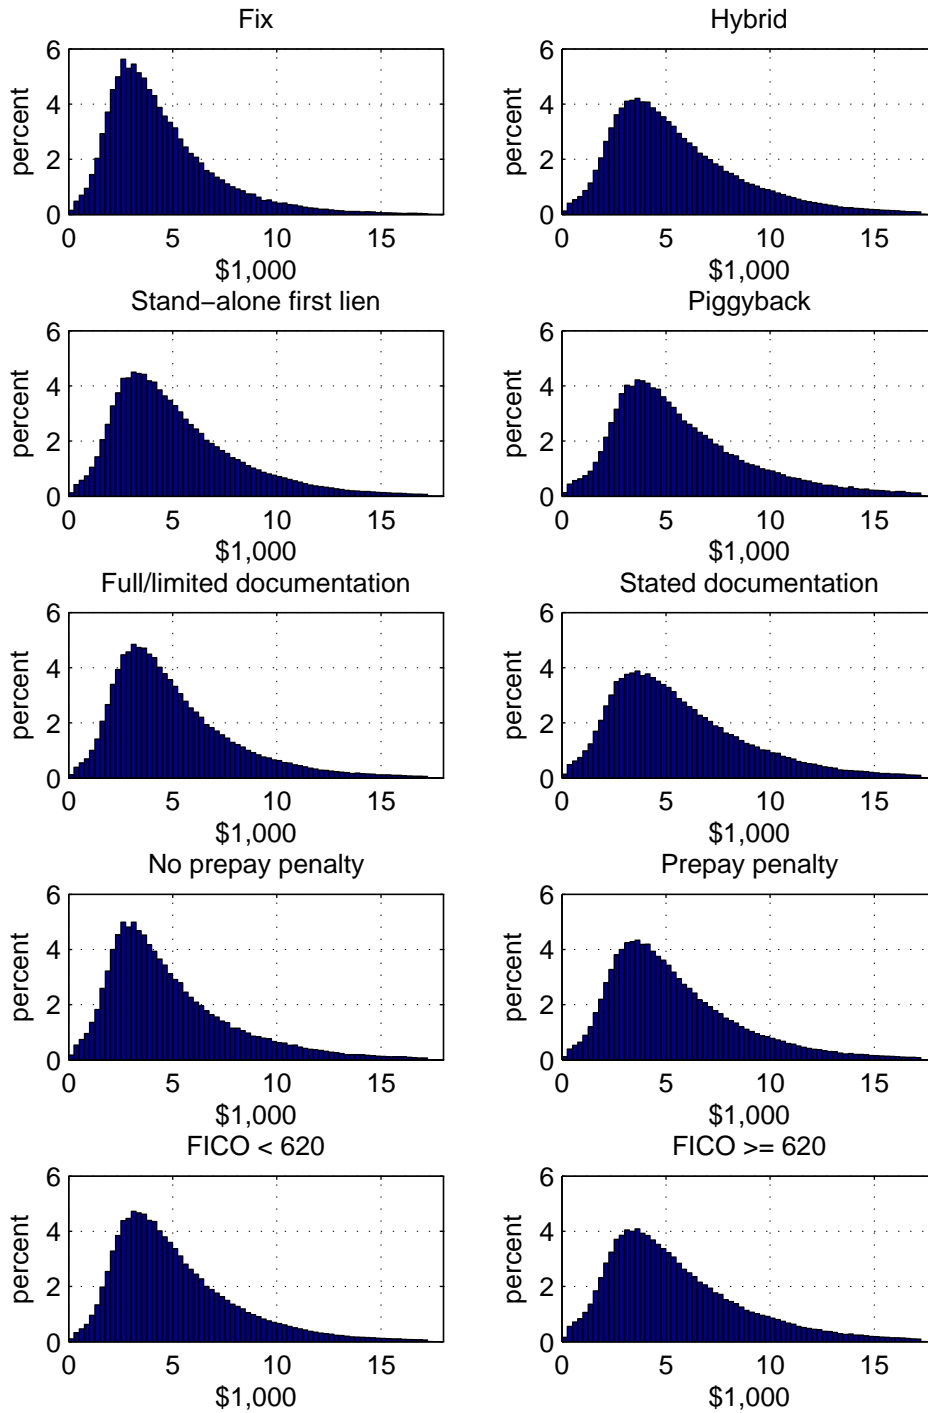 Fix
6
4
2
0
percent
0 5 10 15
$1,000
Hybrid
6
4
2
0
percent
0 5 10 15
$1,000
Stand−alone first lien
6
4
2
0
percent
0 5 10 15
$1,000
Piggyback
6
4
2
0
percent
0 5 10 15
$1,000
Full/limited documentation
6
4
2
0
percent
0 5 10 15
$1,000
Stated documentation
6
4
2
0
percent
0 5 10 15
$1,000
No prepay penalty
6
4
2
0
percent
0 5 10 15
$1,000
Prepay penalty
6
4
2
0
percent
0 5 10 15
$1,000
FICO < 620
6
4
2
0
percent
0 5 10 15
$1,000
FICO >= 620
6
4
2
0
percent
0 5 10 15
$1,000